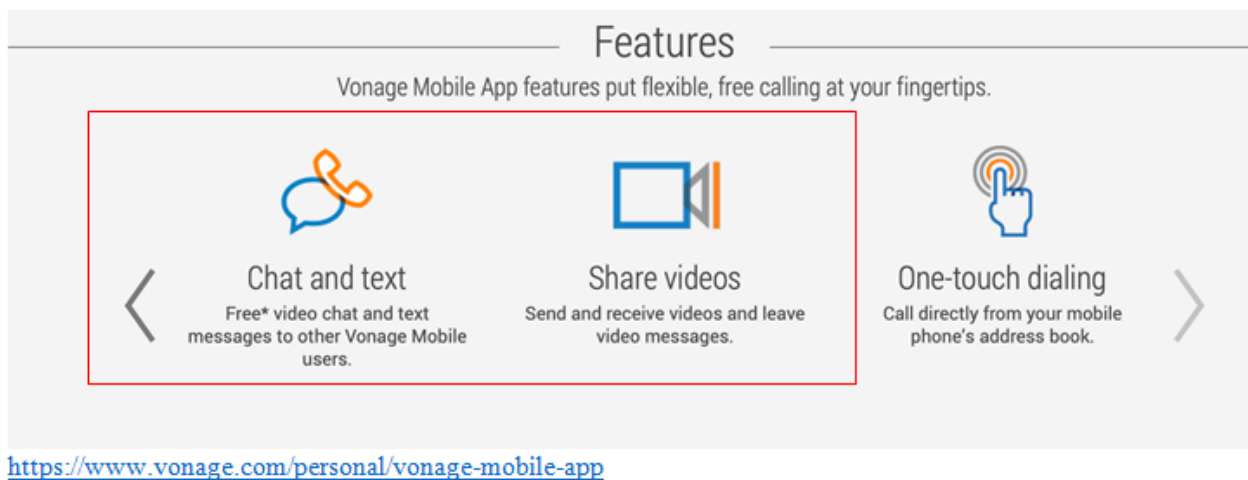 Features
Vonage Mobile App features put flexible, free calling at your fingertips.
Chat and text
Free* video chat and text
messages to other Vonage Mobile
users.
Share videos
Send and receive videos and leave
video messages.
One-touch dialing
Call directly from your mobile
phone's address book.
https://www.vonage.com/personal/vonage-mobile-app